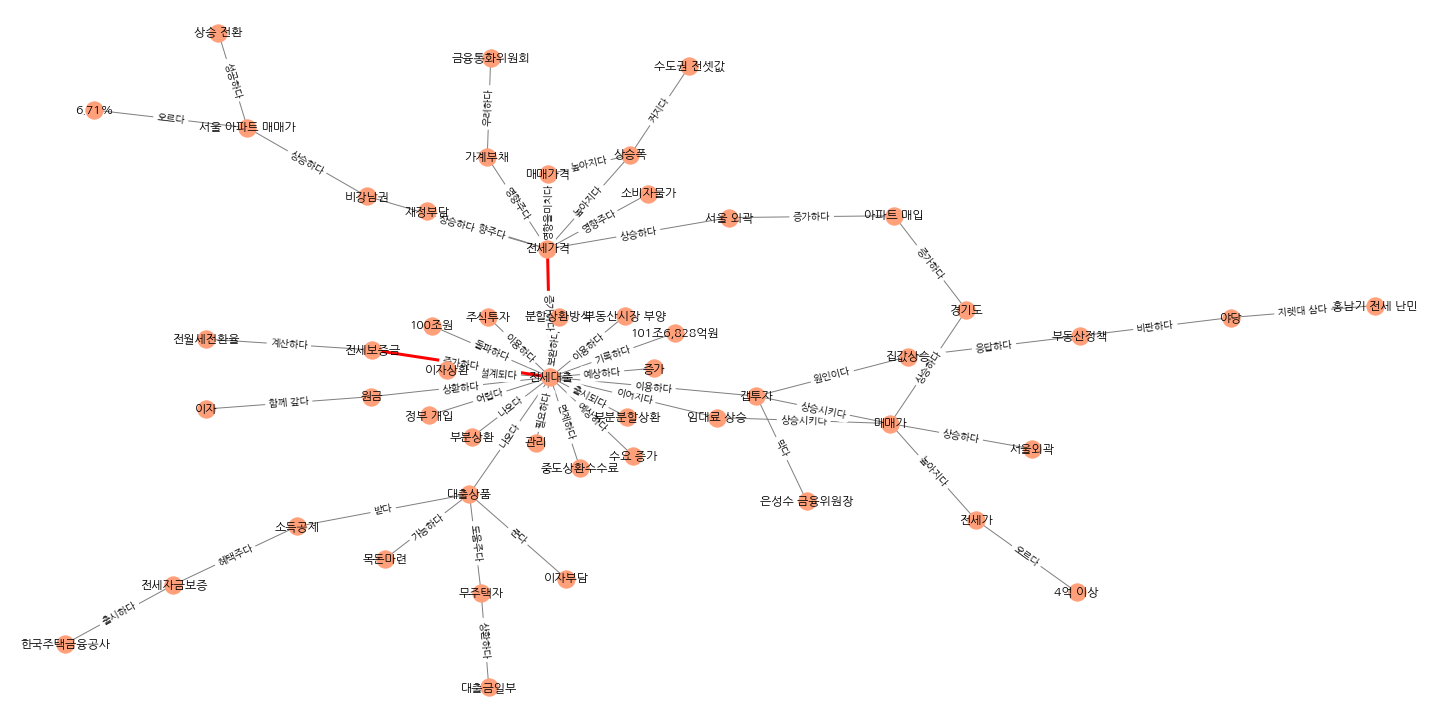 상승 전환
성공하다
6.71%
오르다
서울 아파트 매매가
상승하다
비강남권
재정부담
상승하다
향주다
금융통화위원회
우려하다
가계부채
영향주다
매매가격
영향을미치다
높아지다
상승폭
커지다
수도권 전셋값
높아지다
소비자물가
영향주다
전세가격
상승하다
서울 외곽
증가하다
아파트 매입
증가하다
경기도
상승하다
홍남기 전세 난민
지렛대 삼다
야당
비판하다
부동산정책
응답하다
집값상승
원인이다
전월세전환율
계산하다
전세보증금
증가하다
100조원
돌파하다
주식투자
이용하다
분할상환방식
보완하다
부동산시장 부양
이용하다
101조6,828억원
기록하다
증가
예상하다
이자상환
설계되다
전세대출
이용하다
갭투자
상승시키다
막다
은성수 금융위원장
이자
함께 갚다
원금
상환하다
정부 개입
어렵다
부분상환
나오다
관리
필요하다
중도상환수수료
면제하다
수요 증가
예상하다
부분분할상환
출시되다
이어지다
임대료 상승
상승시키다
매매가
상승하다
서울외곽
높아지다
전세가
오르다
4억 이상
나오다
대출상품
받다
소득공제
혜택주다
전세자금보증
출시하다
한국주택금융공사
가능하다
목돈마련
도움주다
무주택자
상환하다
대출금일부
준다
이자부담